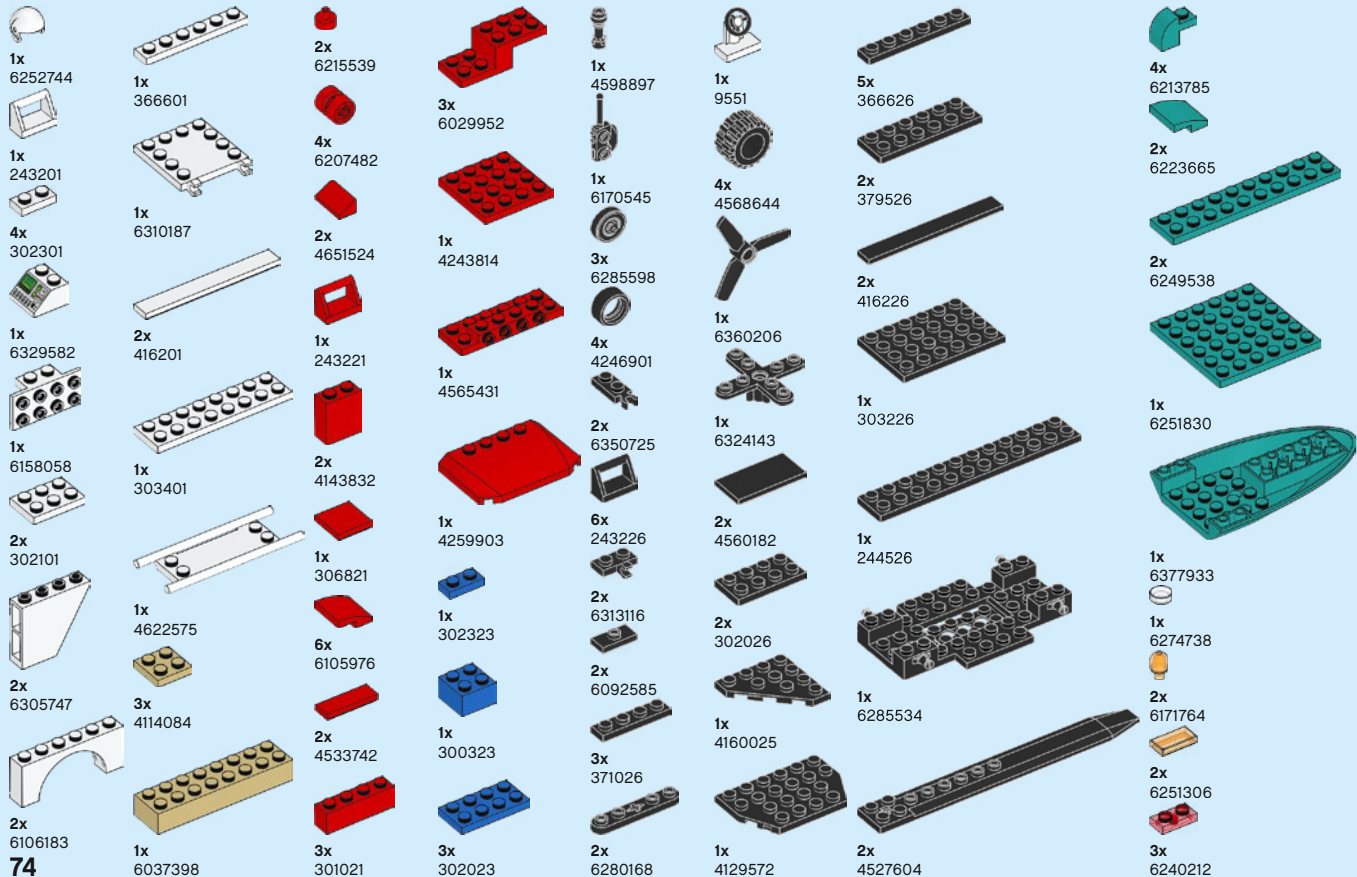 1x
6252744
1x
243201
4x
302301
1x
6329582
1x
6158058
2x
302101
2x
6305747
2x
6106183
74
1x
366601
1x
6310187
2x
416201
1x
303401
1x
4622575
3x
4114084
1x
6037398
2x
6215539
4x
6207482
2x
4651524
1x
243221
2x
4143832
1x
306821
6x
6105976
2x
4533742
3x
301021
3x
6029952
1x
4243814
1x
4565431
1x
4259903
1x
302323
1x
300323
3x
302023
1x
4598897
1x
6170545
3x
6285598
4x
4246901
2x
6350725
6x
243226
2x
6313116
2x
6092585
3x
371026
2x
6280168
1x
9551
4x
4568644
1x
6360206
1x
6324143
2x
4560182
2x
302026
1x
4160025
1x
4129572
5x
366626
2x
379526
2x
416226
1x
303226
1x
244526
1x
6285534
2x
4527604
4x
6213785
2x
6223665
2x
6249538
1x
6251830
1x
6377933
1x
6274738
2x
6171764
2x
6251306
3x
6240212